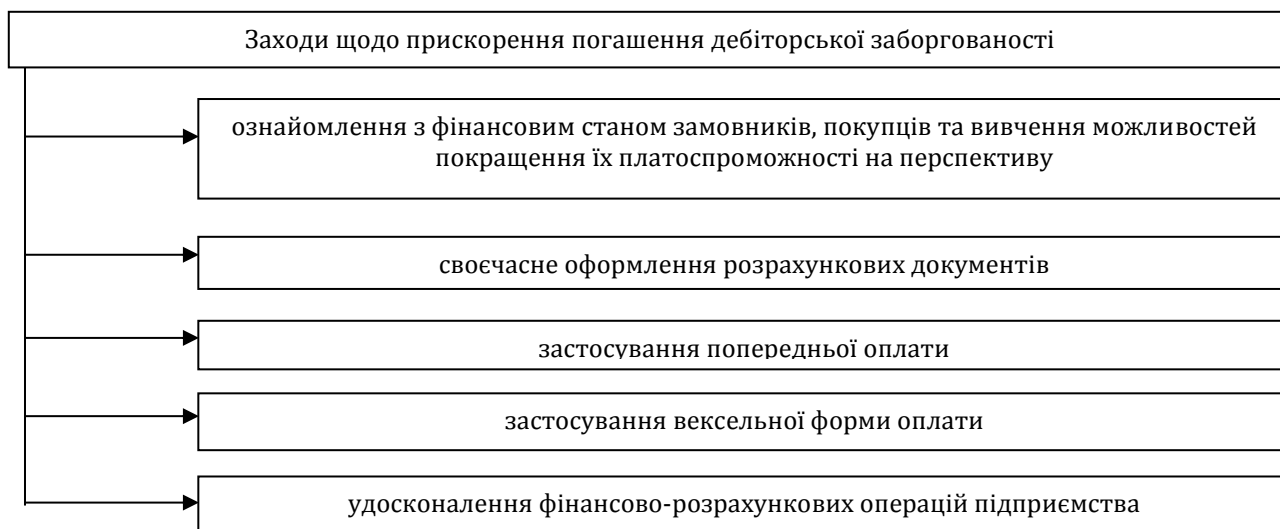 Заходи щодо прискорення погашення дебіторської заборгованості
ознайомлення з фінансовим станом замовників, покупців та вивчення можливостей
покращення їх платоспроможності на перспективу
своєчасне оформлення розрахункових документів
застосування попередньої оплати
застосування вексельної форми оплати
удосконалення фінансово-розрахункових операцій підприємства